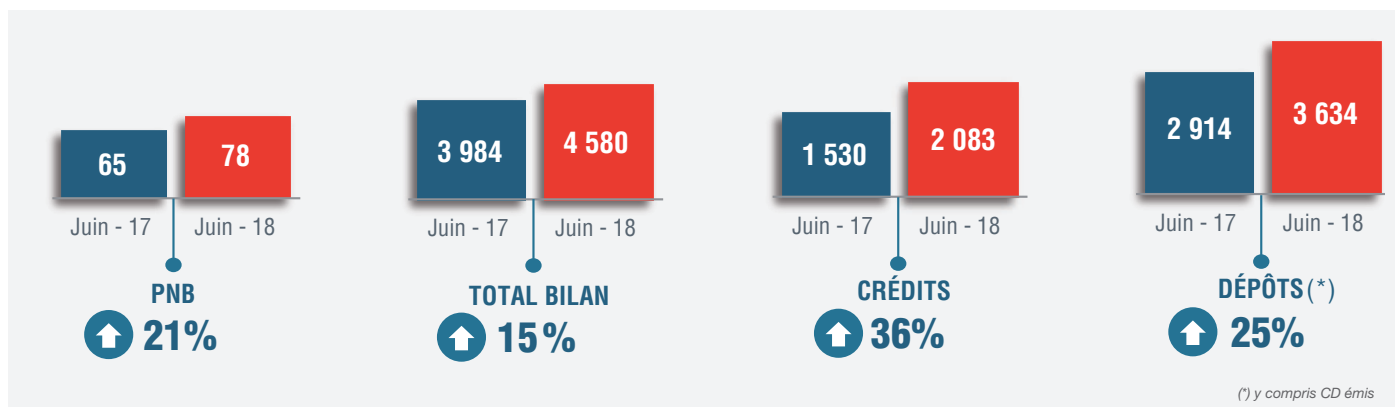 65
78
Juin - 17
Juin - 18
PNB
21%
3 984
4 580
Juin - 17
Juin - 18
TOTAL BILAN
15%
1 530
2 083
Juin - 17
Juin - 18
CRÉDITS
36%
2 914
3 634
Juin - 17
Juin - 18
DÉPÔTS(*)
25%
(*) y compris CD émis